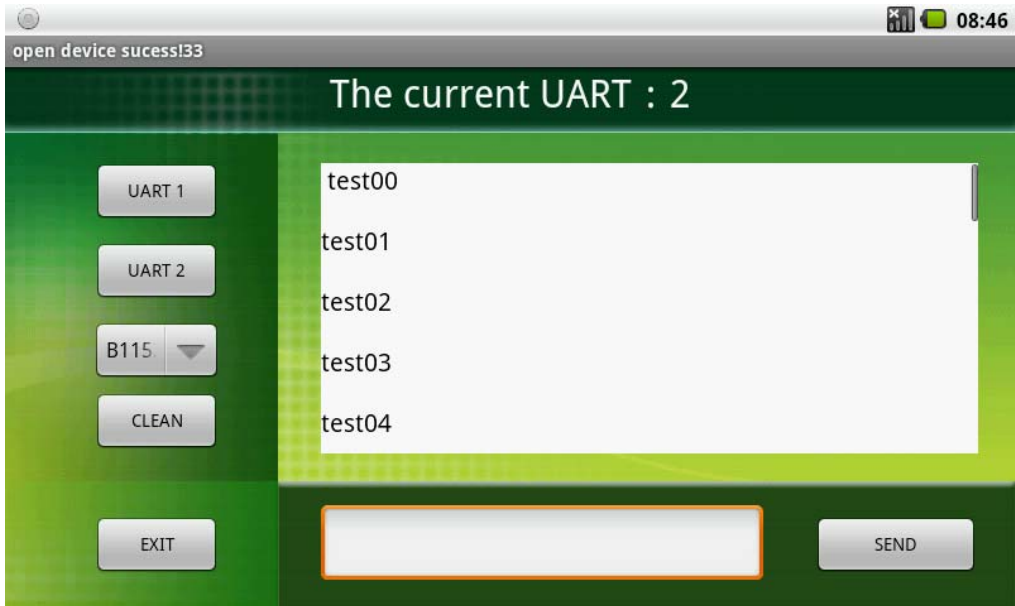 08:46
open device sucess!33
The current UART : 2
UART 1
UART 2
B115.
CLEAN
EXIT
test00
test01
test02
test03
test04
SEND